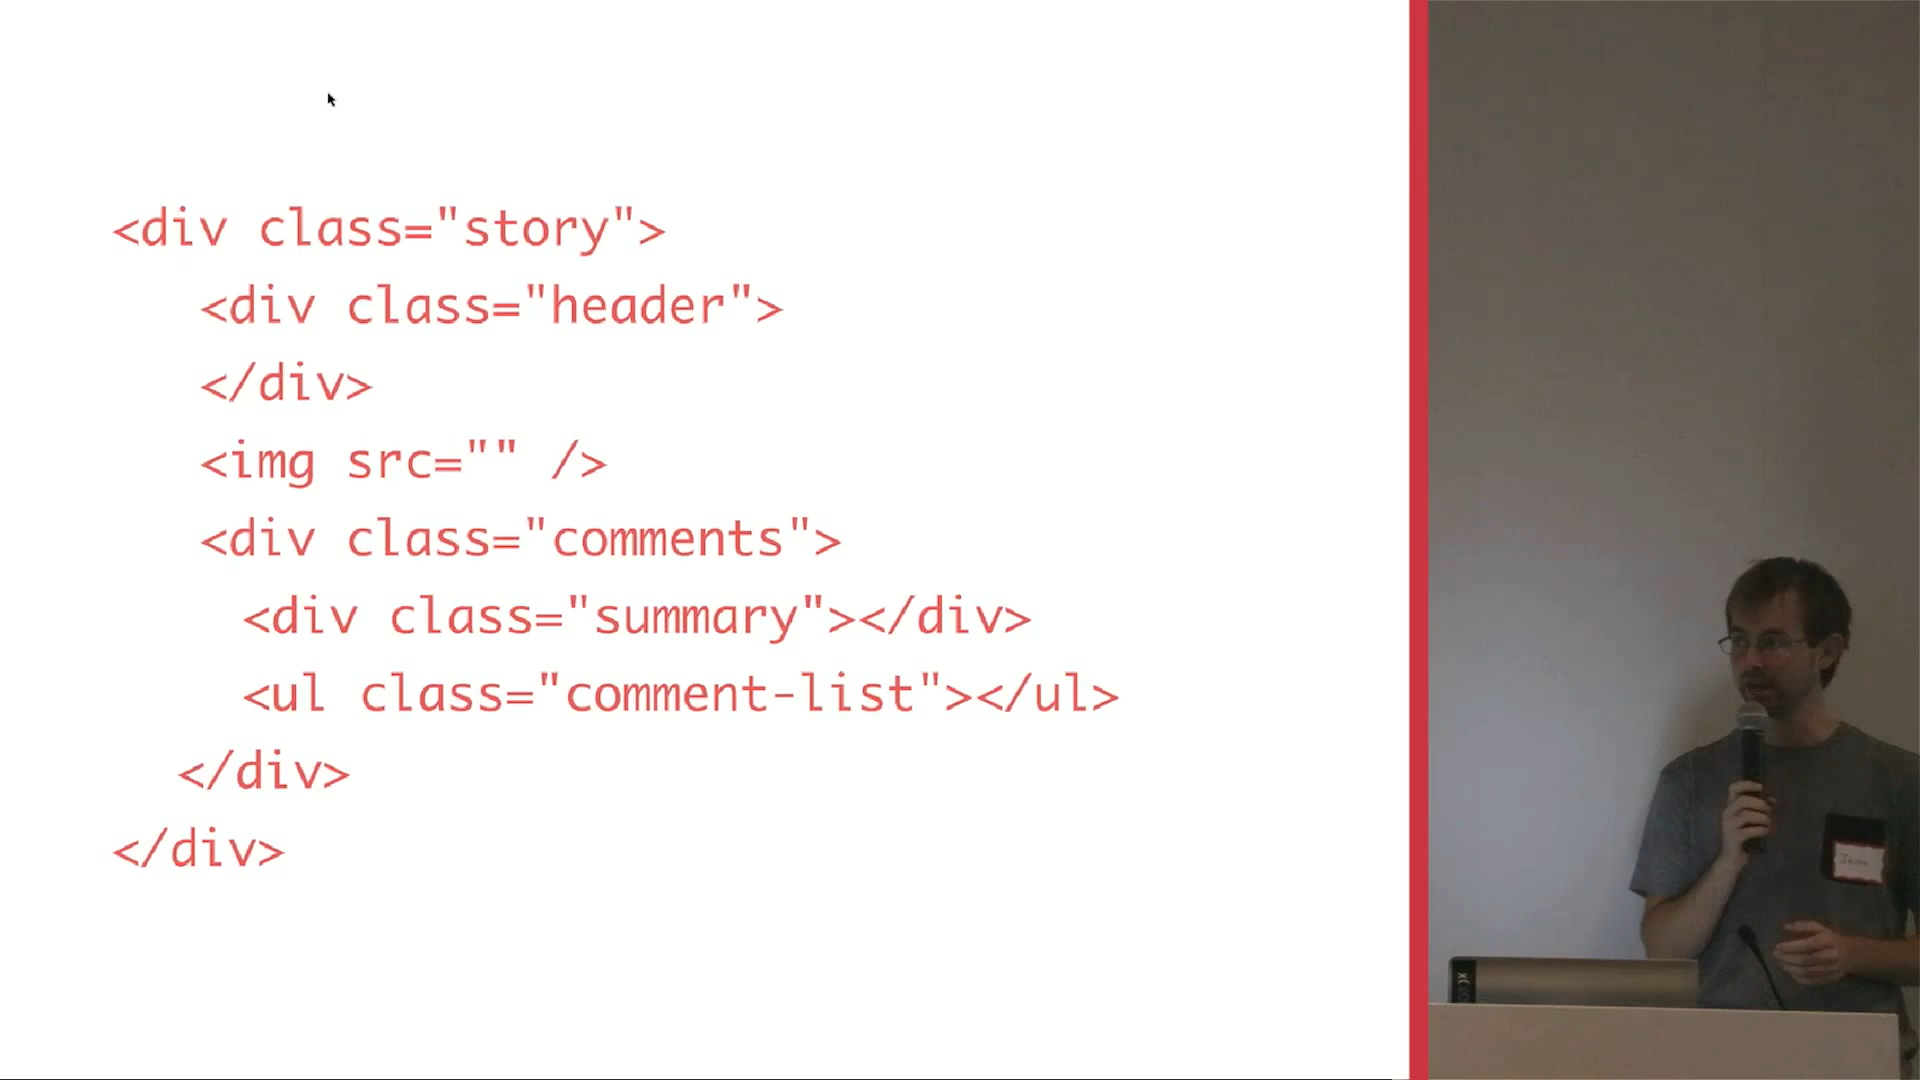 <div class="story">
<div class="header">
</div>
<img src="" />
<div class="comments">
<div class="summary"></div>
<ul class="comment-list"></ul>
</div>
</div>